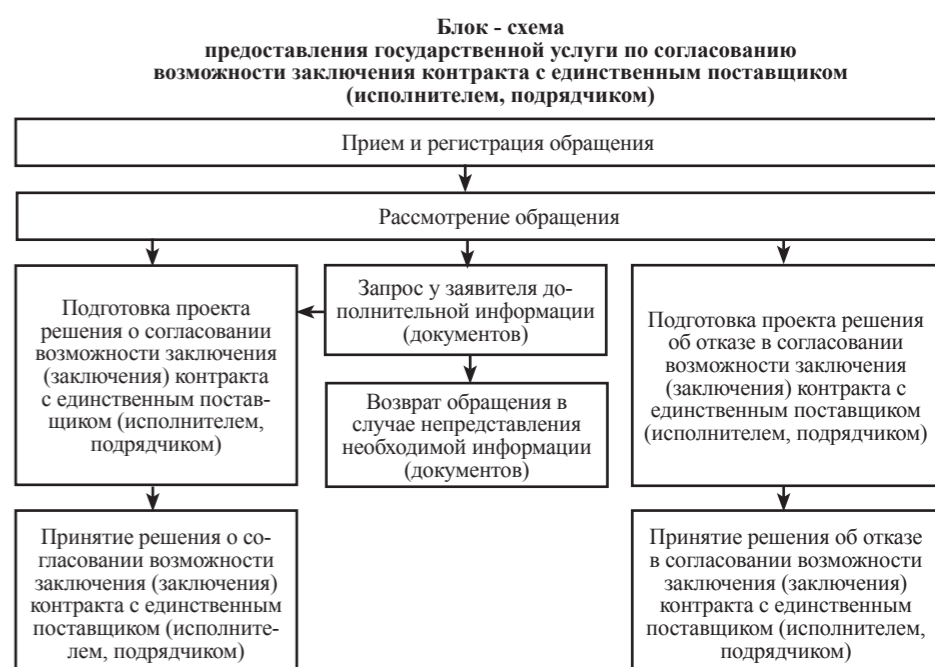 Блок - схема
предоставления государственной услуги по согласованию
возможности заключения контракта с единственным поставщиком
(исполнителем, подрядчиком)
Прием и регистрация обращения
Рассмотрение обращения
Подготовка проекта
решения о согласовании
возможности заключения
(заключения) контракта
с единственным постав-
щиком (исполнителем,
подрядчиком)
Запрос у заявителя до-
полнительной информации
(документов)
Возврат обращения в
случае непредставления
необходимой информации
(документов)
Подготовка проекта решения
об отказе в согласовании
возможности заключения
(заключения) контракта с
единственным поставщиком
(исполнителем, подрядчиком)
Принятие решения о со-
гласовании возможности
заключения (заключения)
контракта с единственным
поставщиком (исполните-
лем, подрядчиком)
Принятие решения об отказе
в согласовании возможности
заключения (заключения)
контракта с единственным
поставщиком (исполнителем,
подрядчиком)